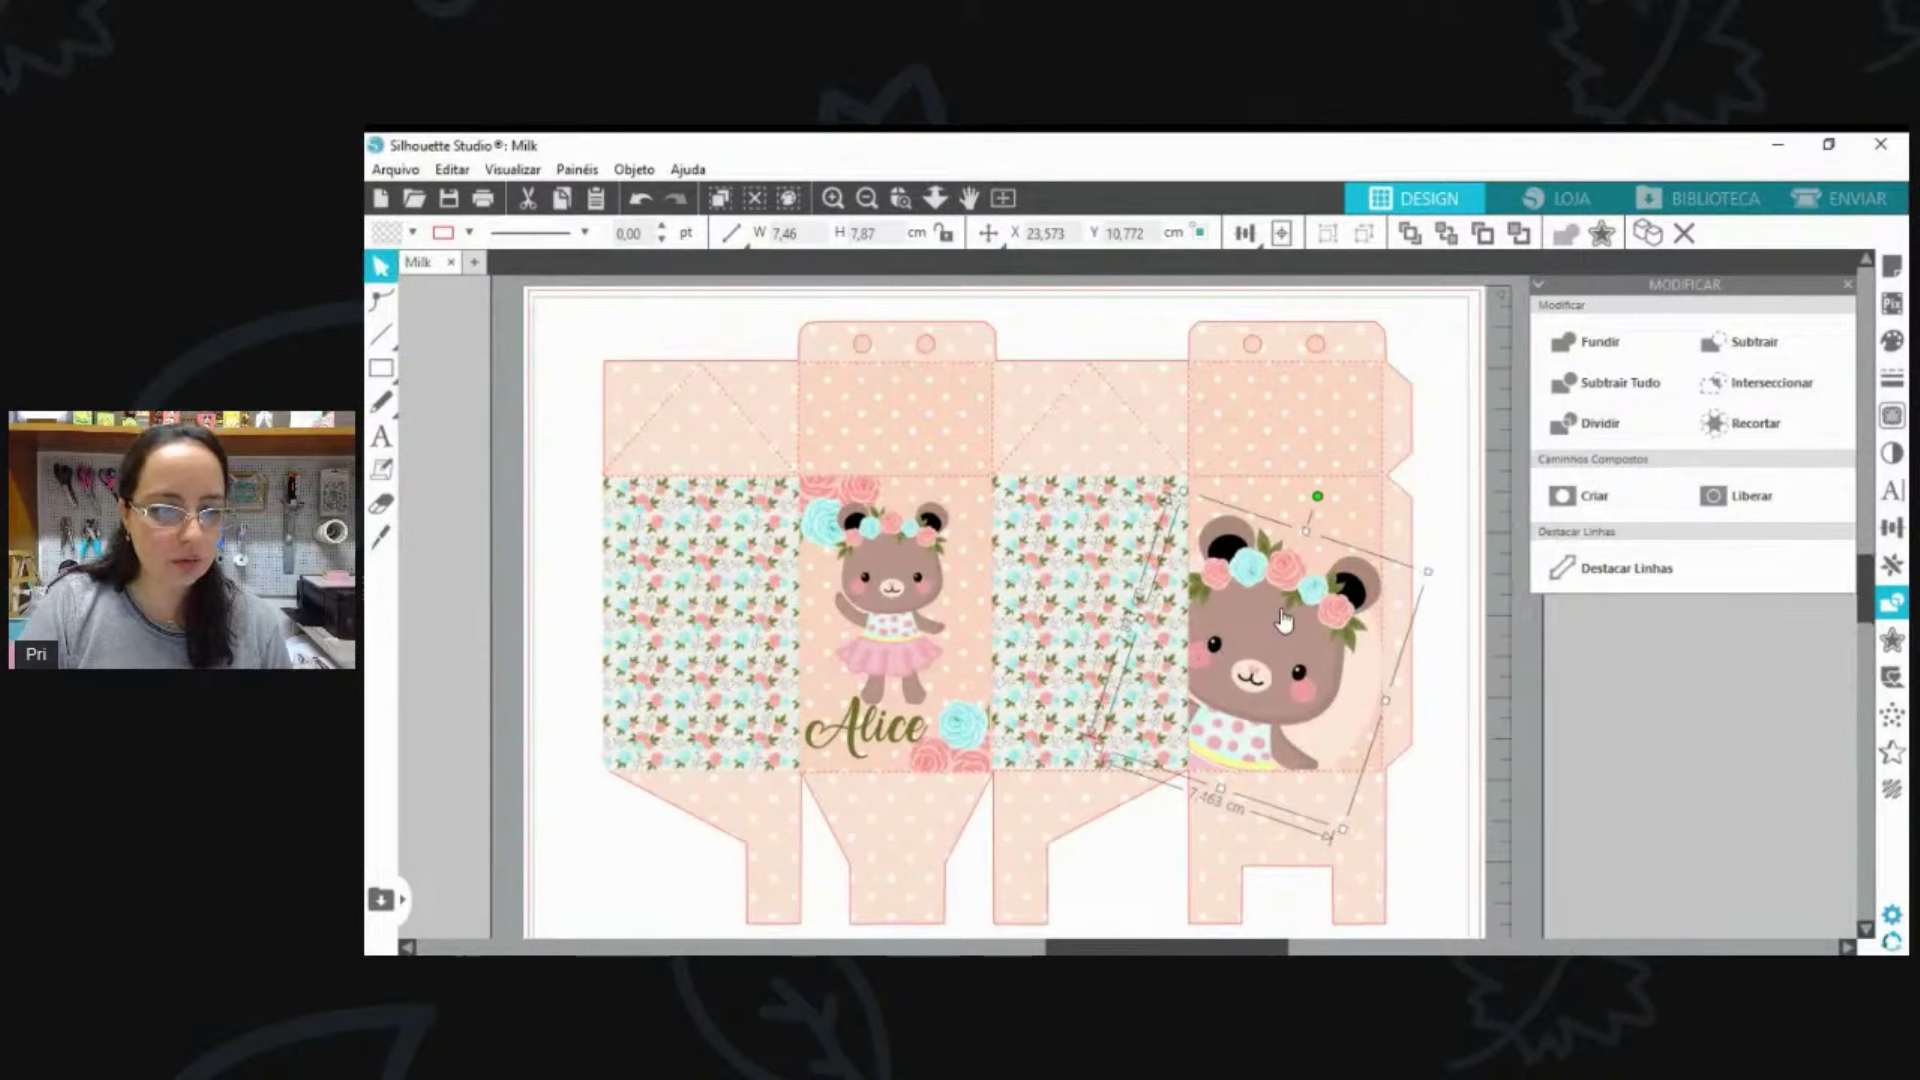 Silhouette Studio®: Milk
Arquivo Editar Visualizar Painéis Objeto Ajuda
DESIGN LOJA BIBLIOTECA ENVIAR
0,00 pt W 7,46 H 7,87 cm X 23,573 Y 10,772 cm
Milk
MODIFICAR
Modificar
Fundir Subtrair
Subtrair Tudo Interseccionar
Dividir Recortar
Caminhos Compostos
Criar Liberar
Destacar Linhas
Destacar Linhas
Pix
A
A
Alice
7,463 cm
Pri